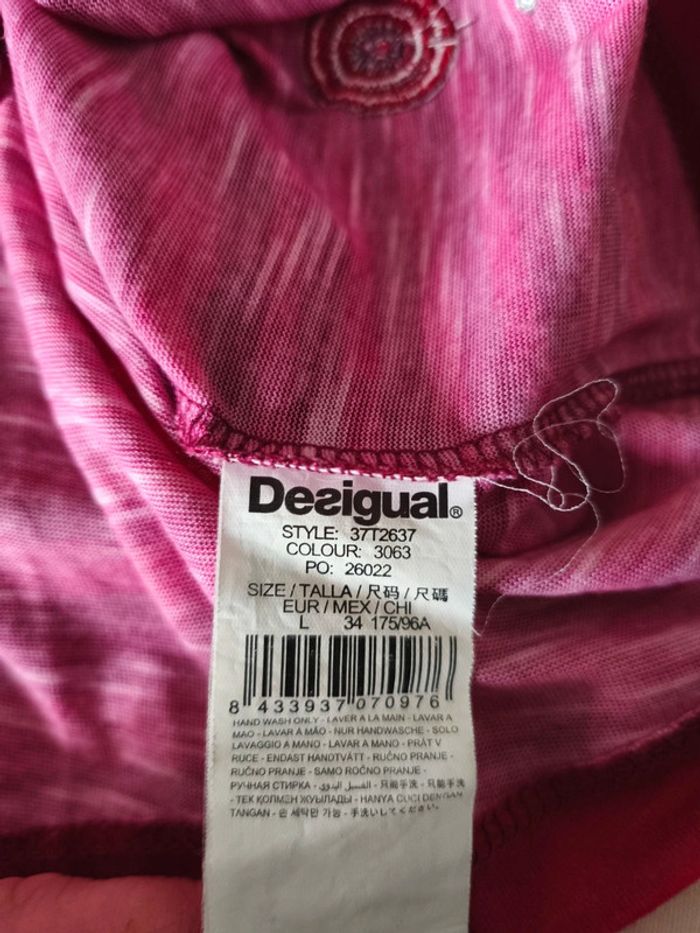 Desigual®
STYLE: 37T2637
COLOUR: 3063
PO: 26022
SIZE / TALLA / 尺码 / 尺碼
EUR / MEX / CHI
L 34 175/96A
8 433937 070976
HAND WASH ONLY - LAVER A LA MAIN - LAVAR A
MAO - LAVAR Á MÃO - NUR HANDWASCHE - SOLO
LAVAGGIO A MANO - LAVAR A MANO - PRÁT V
RUCE - ENDAST HANDTVÄTT - RUČNO PRANJE -
RUČNO PRANJE - SAMO ROČNO PRANJE -
РУЧНАЯ СТИРКА - الغسيل اليدوي - 只能手洗 - 只能手洗
- ТЕК ҚОЛМЕН ЖУЫЛАДЫ - HANYA CUCI DENGAN
TANGAN - 손 세탁만 가능 - 手洗いしてください